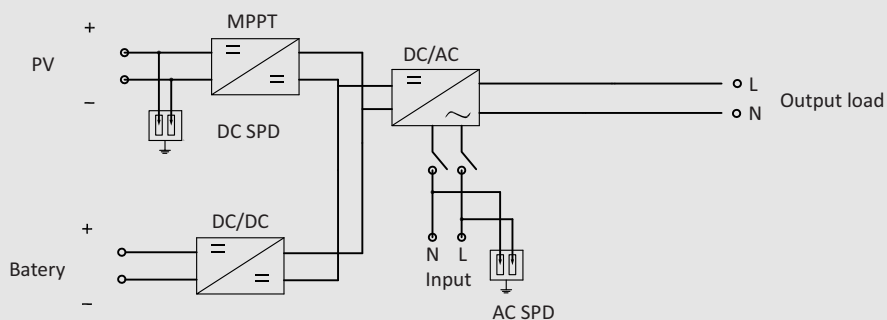 MPPT
+
PV
−
DC SPD
DC/AC
L
N
Output load
DC/DC
+
Batery
−
N L
Input
AC SPD